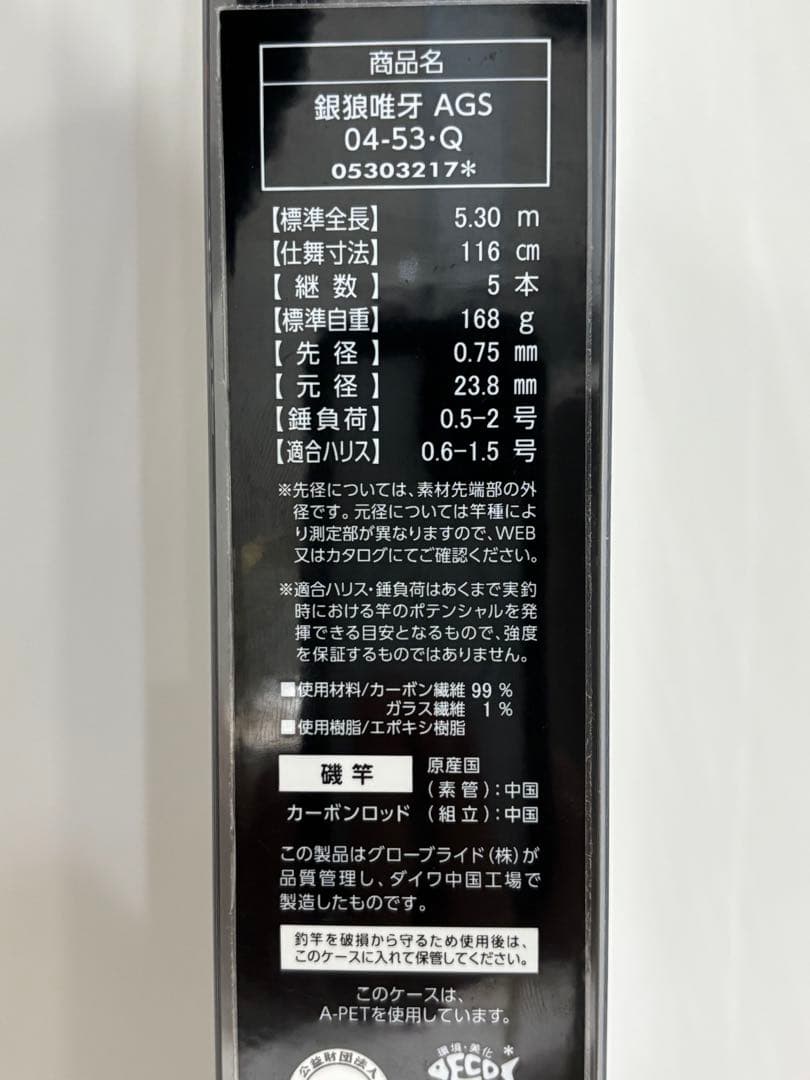 商品名
銀狼唯牙 AGS
04-53・Q
05303217*
【標準全長】 5.30 m
【仕舞寸法】 116 cm
【継数】 5 本
【標準自重】 168 g
【先径】 0.75 mm
【元径】 23.8 mm
【錘負荷】 0.5-2 号
【適合ハリス】 0.6-1.5 号
※先径については、素材先端部の外
径です。元径については竿種によ
り測定部が異なりますので、WEB
又はカタログにてご確認ください。
※適合ハリス・錘負荷はあくまで実釣
時における竿のポテンシャルを発
揮できる目安となるもので、強度
を保証するものではありません。
■使用材料/カーボン繊維 99 %
ガラス繊維 1 %
■使用樹脂/エポキシ樹脂
磯竿 原産国
(素管):中国
カーボンロッド (組立):中国
この製品はグローブライド(株)が
品質管理し、ダイワ中国工場で
製造したものです。
釣竿を破損から守るため使用後は、
このケースに入れて保管してください。
このケースは、
A-PETを使用しています。
公益財団法人
環境・美化